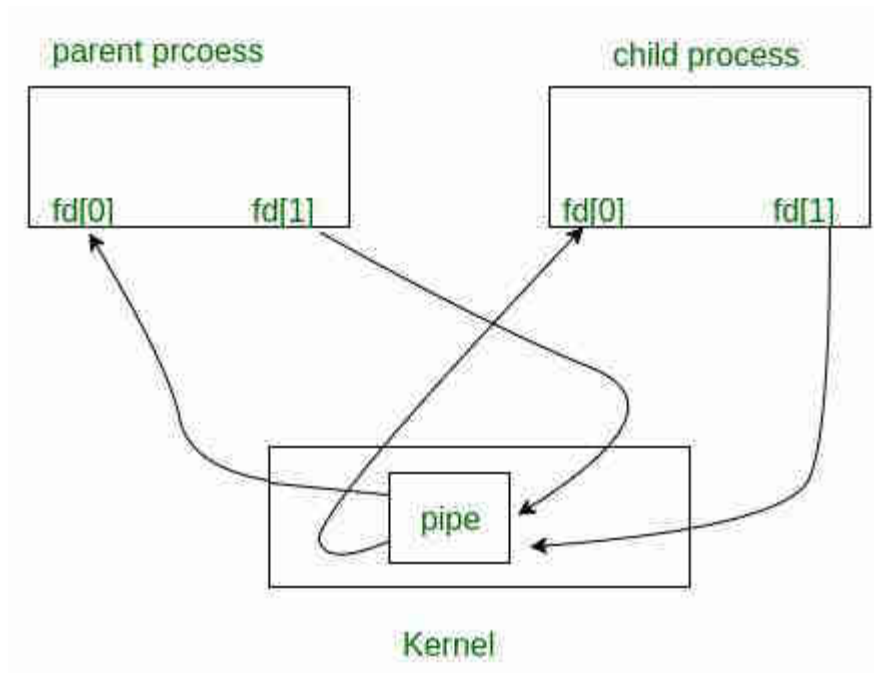 parent prcoess
child process
fd[0]
fd[1]
fd[0]
fd[1]
pipe
Kernel